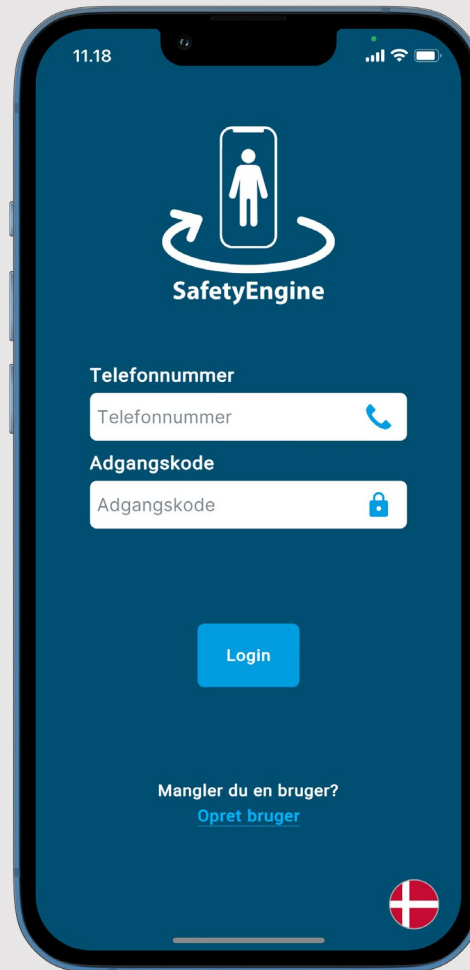 11.18
SafetyEngine
Telefonnummer
Telefonnummer
Adgangskode
Adgangskode
Login
Mangler du en bruger?
Opret bruger